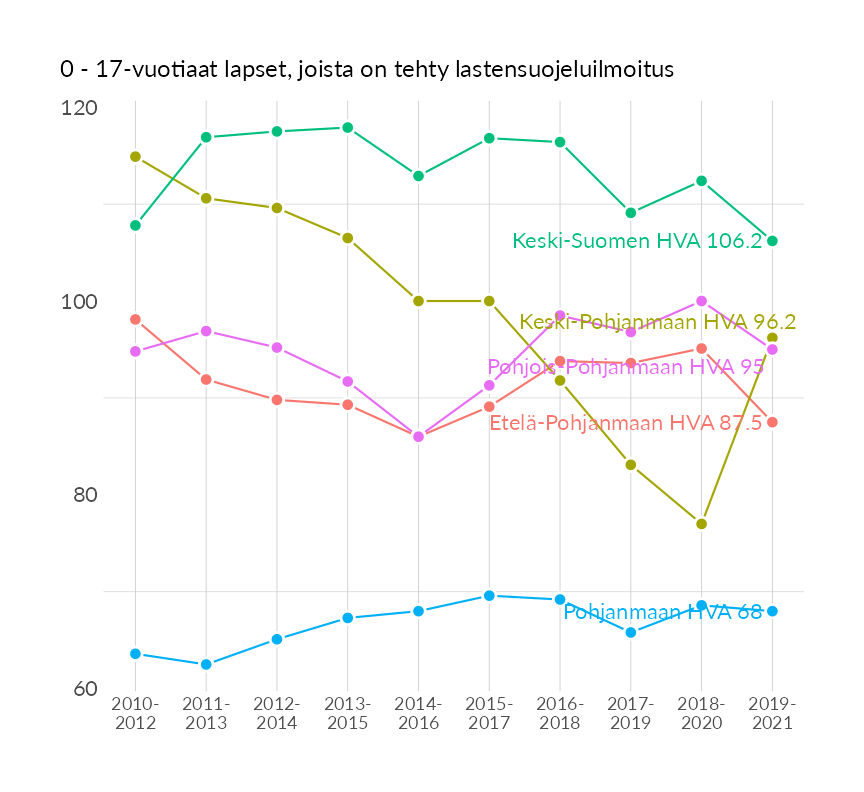 0 - 17-vuotiaat lapset, joista on tehty lastensuojeluilmoitus
120
Keski-Suomen HVA 106.2
100
Keski-Pohjanmaan HVA 96.2
Pohjois-Pohjanmaan HVA 95
Etelä-Pohjanmaan HVA 87.5
80
Pohjanmaan HVA 68
60
2010- 2011- 2012- 2013- 2014- 2015- 2016- 2017- 2018- 2019-
2012 2013 2014 2015 2016 2017 2018 2019 2020 2021